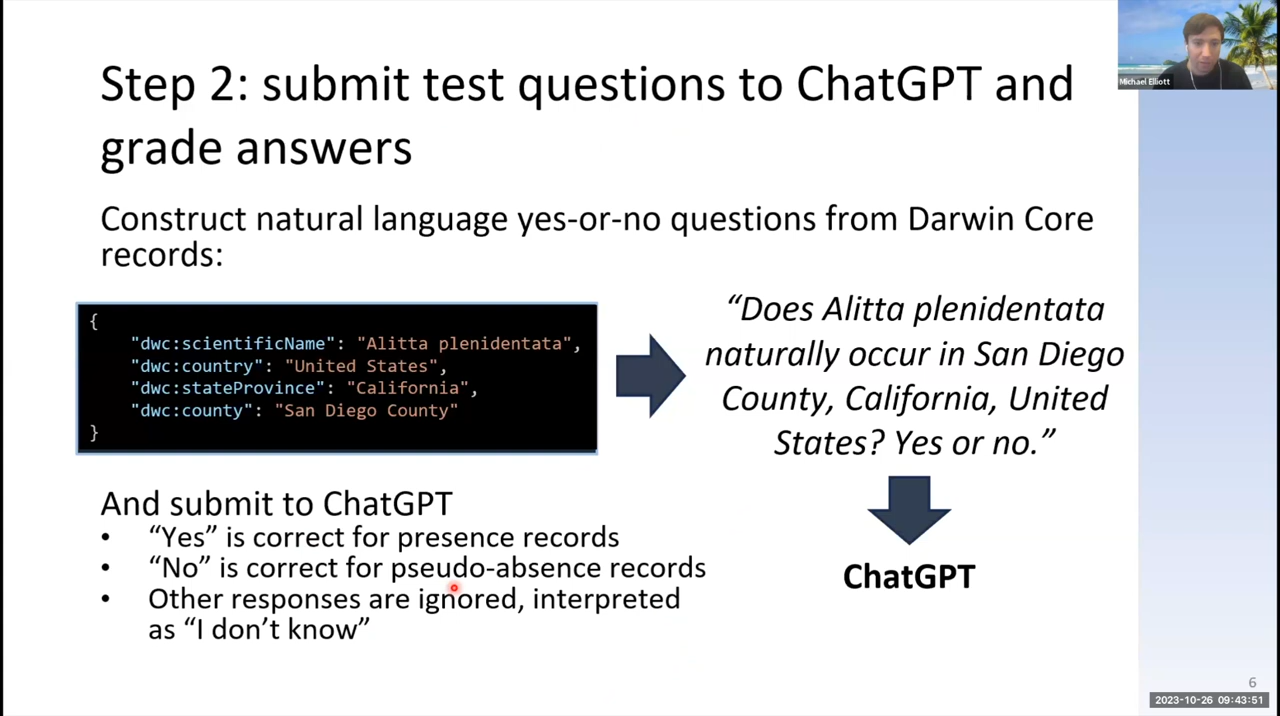 Michael Elliott
Step 2: submit test questions to ChatGPT and
grade answers
Construct natural language yes-or-no questions from Darwin Core
records:
{
"dwc:scientificName": "Alitta plenidentata",
"dwc:country": "United States",
"dwc:stateProvince": "California",
"dwc:county": "San Diego County"
}
“Does Alitta plenidentata
naturally occur in San Diego
County, California, United
States? Yes or no.”
ChatGPT
And submit to ChatGPT
• “Yes” is correct for presence records
• “No” is correct for pseudo-absence records
• Other responses are ignored, interpreted
as “I don’t know”
6
2023-10-26 09:43:51